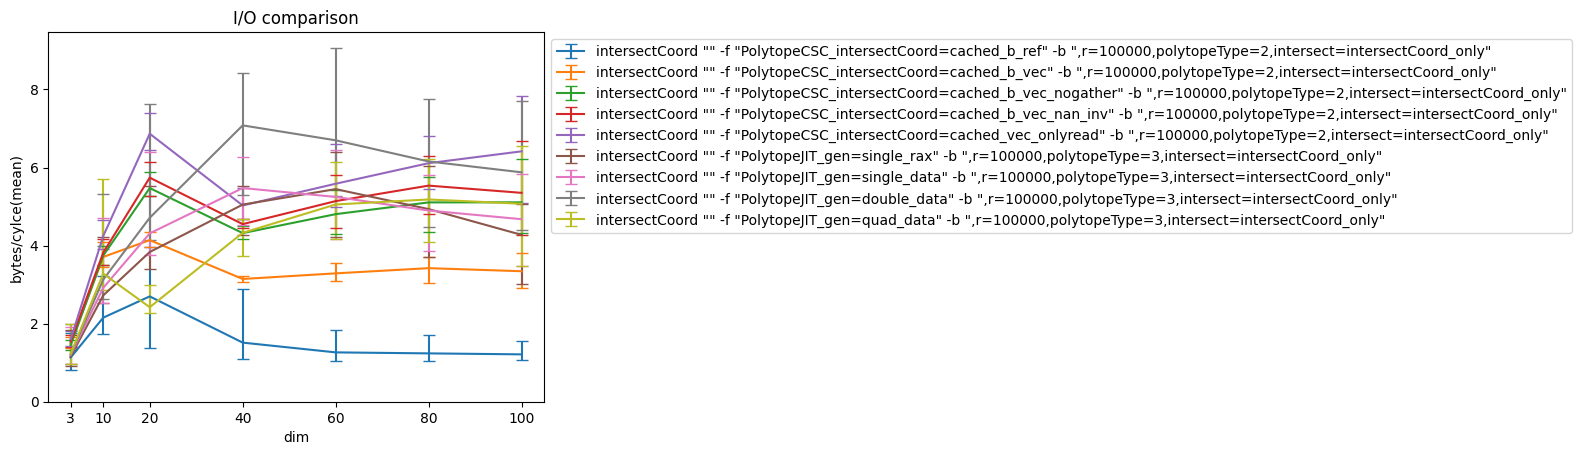 I/O comparison
bytes/cylce(mean)
8
6
4
2
0
3 10 20 40 60 80 100
dim
intersectCoord "" -f "PolytopeCSC_intersectCoord=cached_b_ref" -b ",r=100000,polytopeType=2,intersect=intersectCoord_only"
intersectCoord "" -f "PolytopeCSC_intersectCoord=cached_b_vec" -b ",r=100000,polytopeType=2,intersect=intersectCoord_only"
intersectCoord "" -f "PolytopeCSC_intersectCoord=cached_b_vec_nogather" -b ",r=100000,polytopeType=2,intersect=intersectCoord_only"
intersectCoord "" -f "PolytopeCSC_intersectCoord=cached_b_vec_nan_inv" -b ",r=100000,polytopeType=2,intersect=intersectCoord_only"
intersectCoord "" -f "PolytopeCSC_intersectCoord=cached_vec_onlyread" -b ",r=100000,polytopeType=2,intersect=intersectCoord_only"
intersectCoord "" -f "PolytopeJIT_gen=single_rax" -b ",r=100000,polytopeType=3,intersect=intersectCoord_only"
intersectCoord "" -f "PolytopeJIT_gen=single_data" -b ",r=100000,polytopeType=3,intersect=intersectCoord_only"
intersectCoord "" -f "PolytopeJIT_gen=double_data" -b ",r=100000,polytopeType=3,intersect=intersectCoord_only"
intersectCoord "" -f "PolytopeJIT_gen=quad_data" -b ",r=100000,polytopeType=3,intersect=intersectCoord_only"